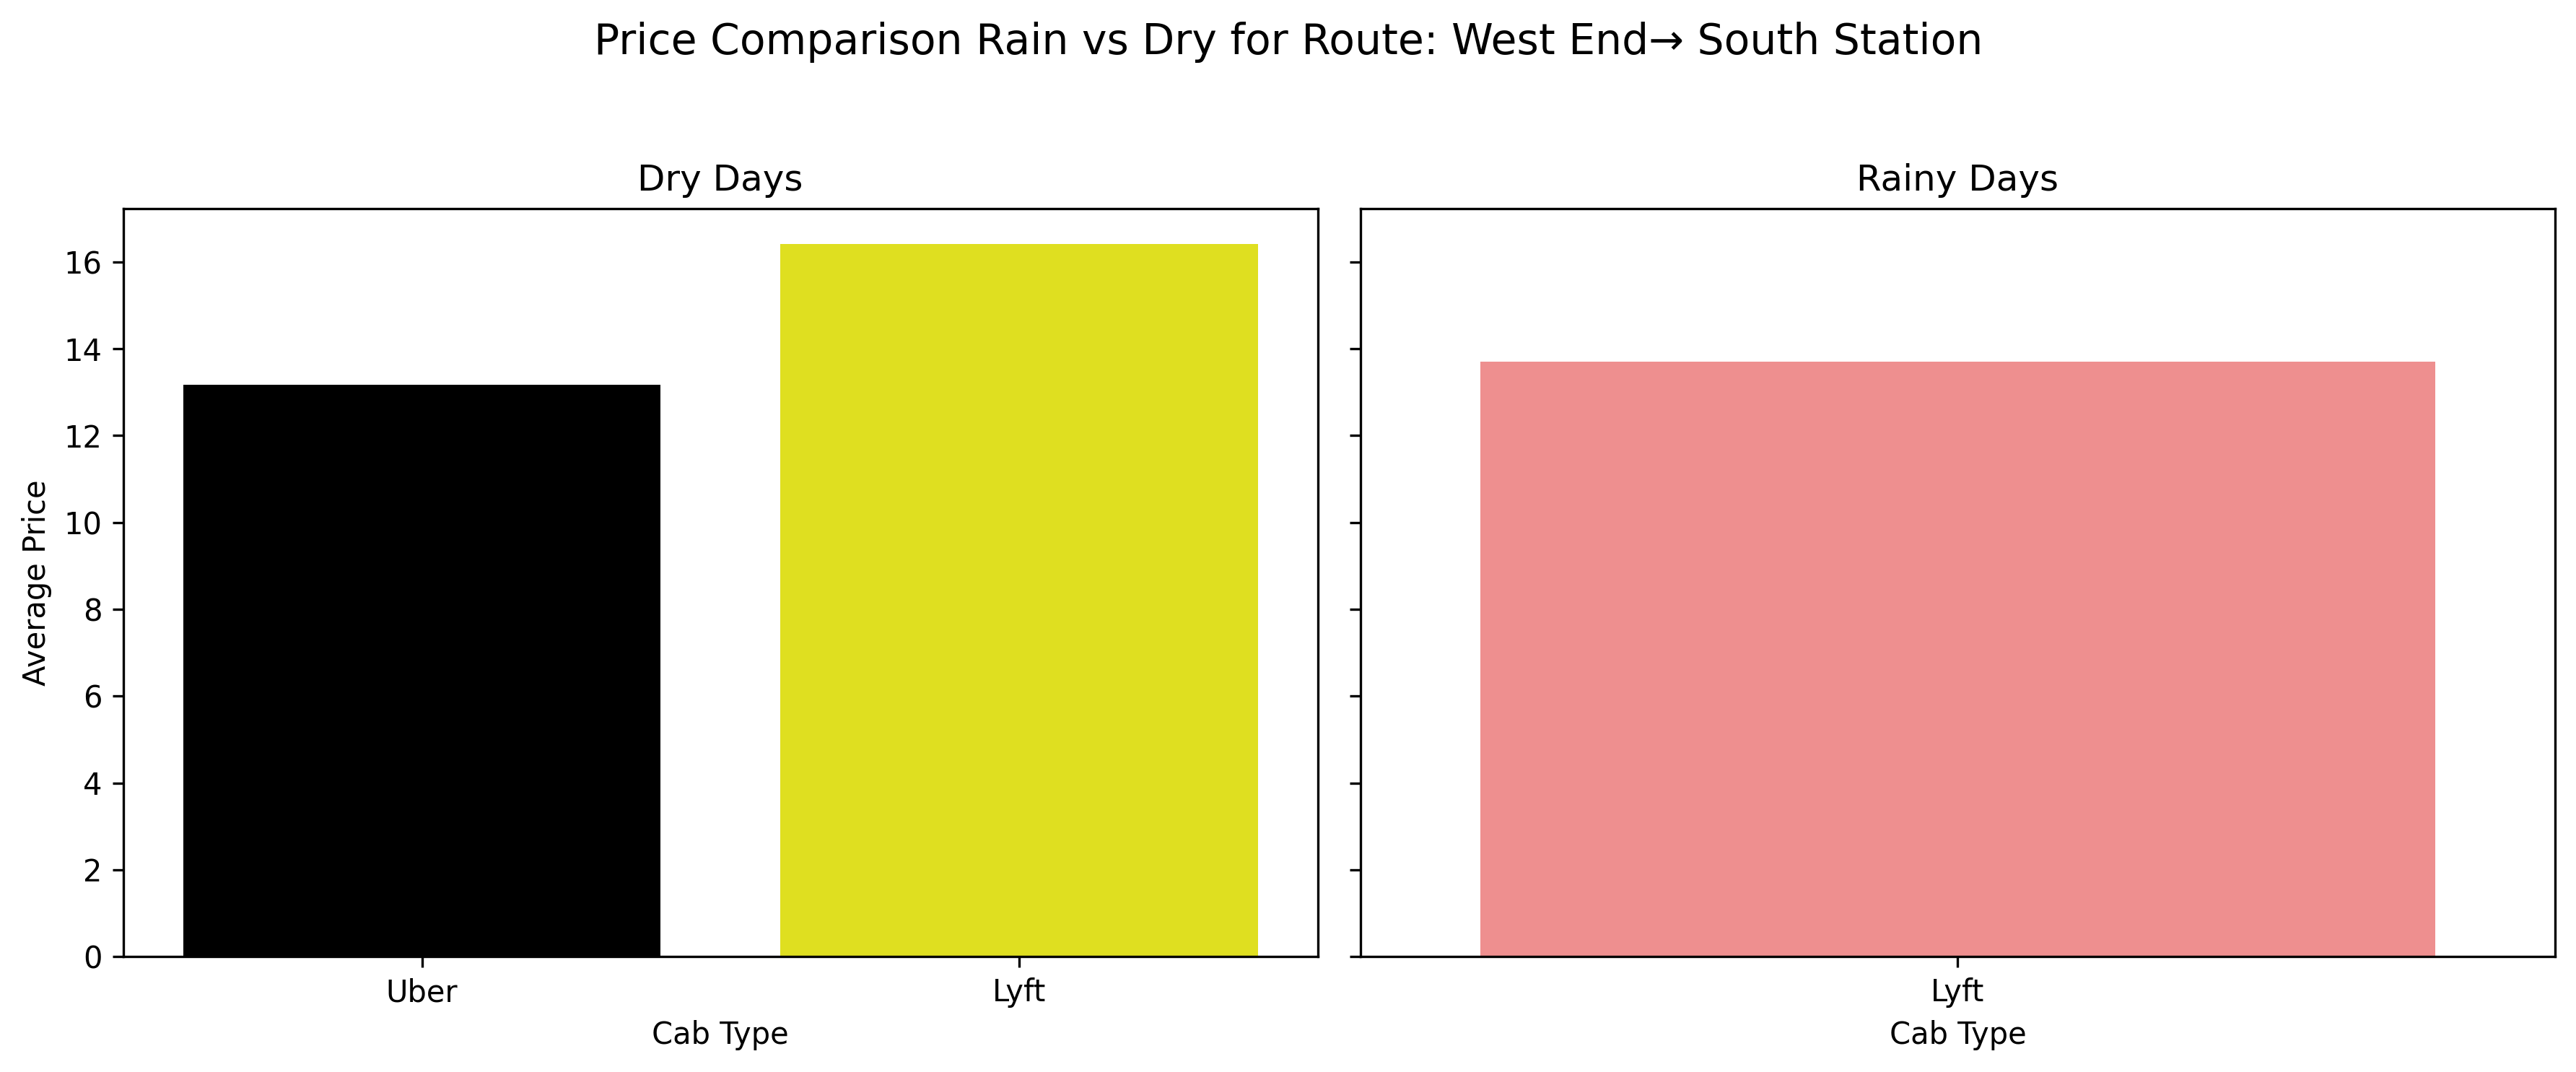 Price Comparison Rain vs Dry for Route: West End→ South Station
Dry Days
Average Price
16
14
12
10
8
6
4
2
0
Uber
Lyft
Cab Type
Rainy Days
Lyft
Cab Type